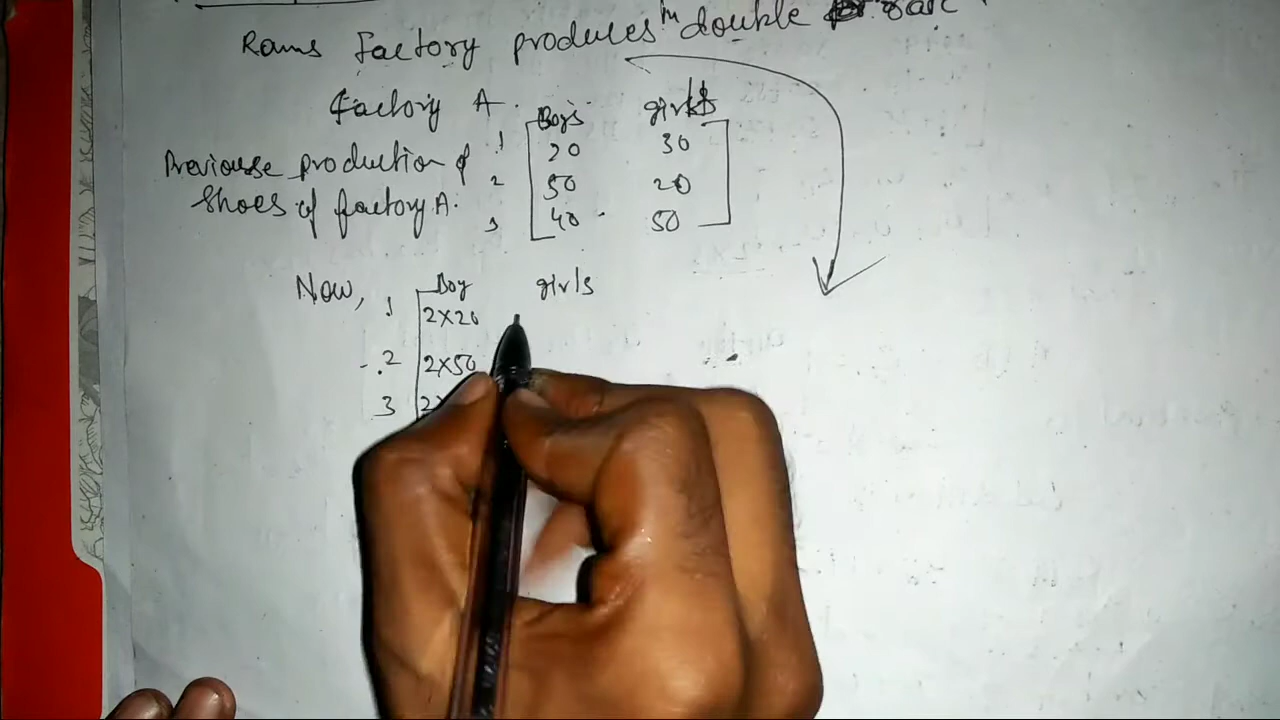 Rams Factory produces in double
Factory A. Boys girls
Previouse production of 1 20 30
Shoes of factory A. 2 50 20
3 40 50
Now, Boy girls
1 2×20
2 2×50
3